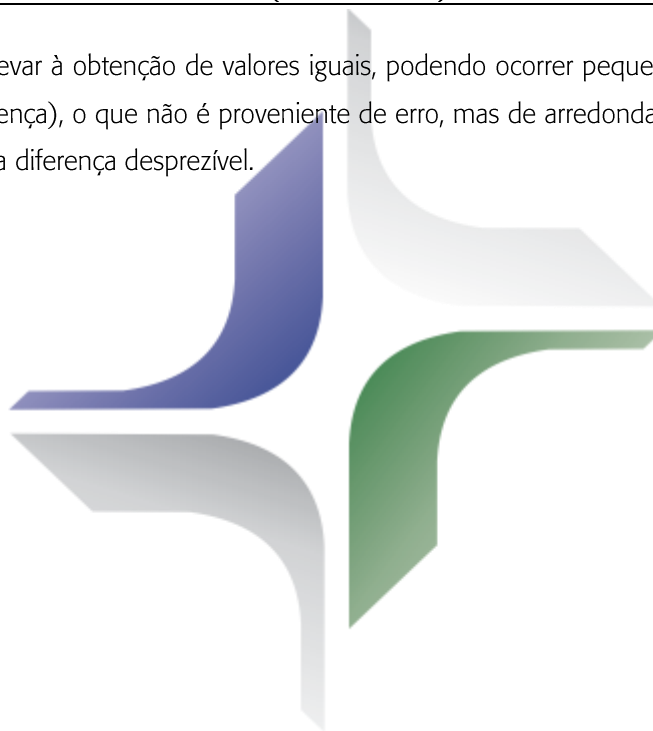 evar à obtenção de valores iguais, podendo ocorrer peque
ença), o que não é proveniente de erro, mas de arredonda
a diferença desprezível.